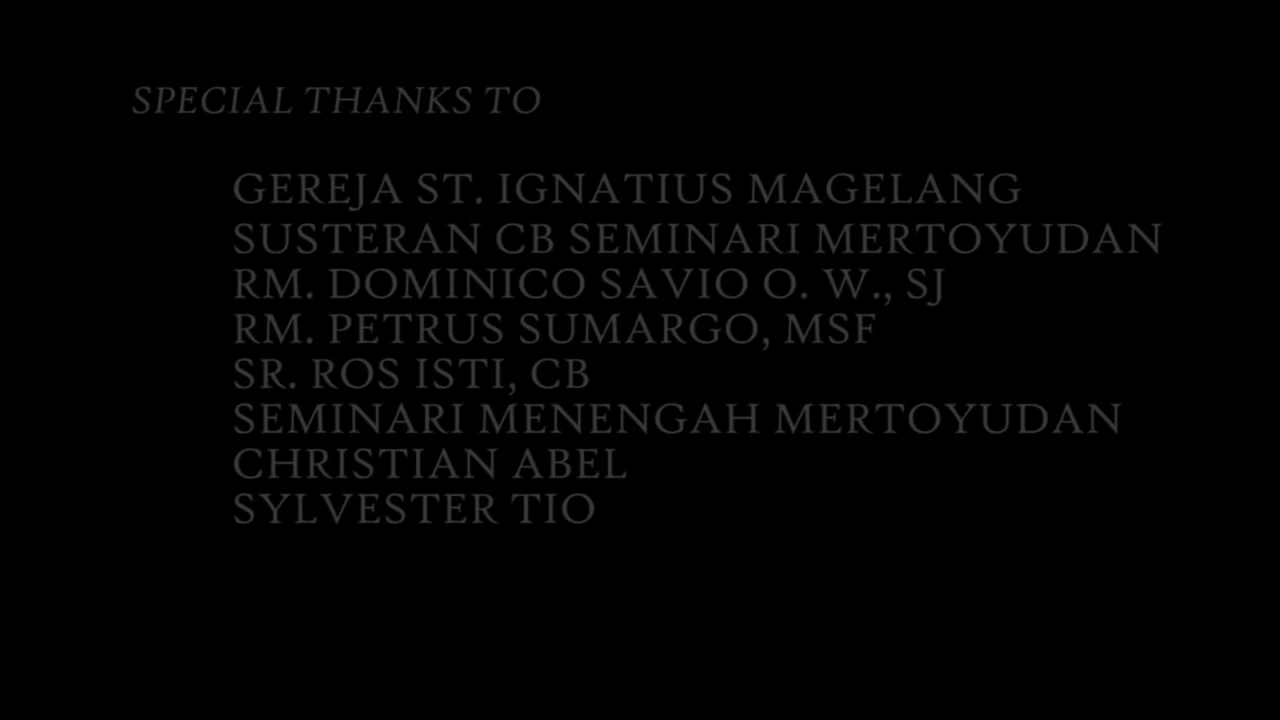 SPECIAL THANKS TO
GEREJA ST. IGNATIUS MAGELANG
SUSTERAN CB SEMINARI MERTOYUDAN
RM. DOMINICO SAVIO O. W., SJ
RM. PETRUS SUMARGO, MSF
SR. ROS ISTI, CB
SEMINARI MENENGAH MERTOYUDAN
CHRISTIAN ABEL
SYLVESTER TIO